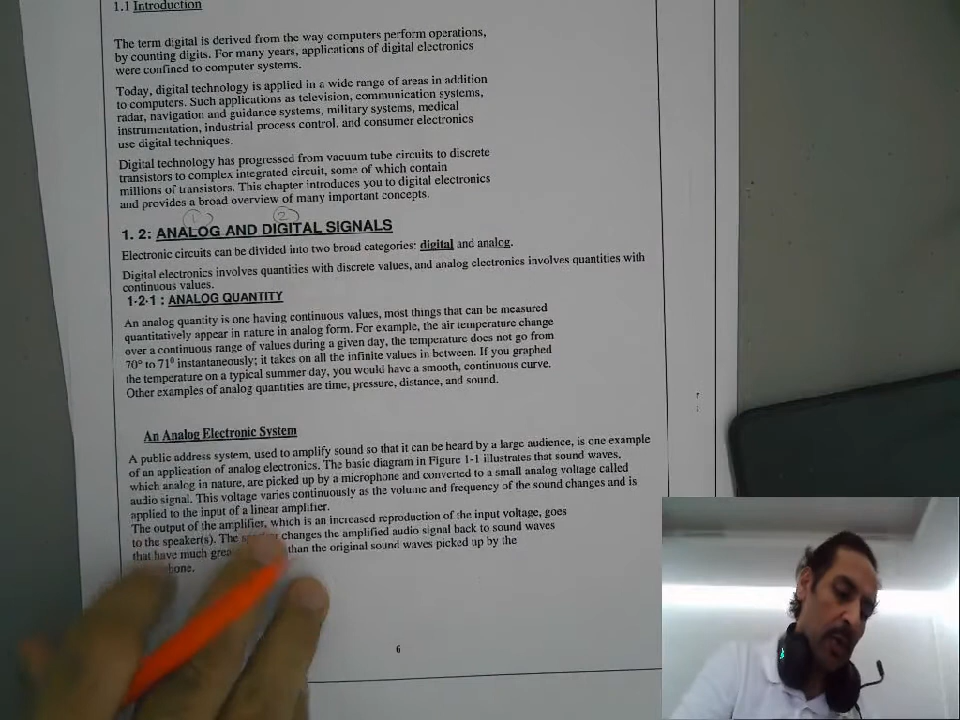 1.1 Introduction
The term digital is derived from the way computers perform operations,
by counting digits. For many years, applications of digital electronics
were confined to computer systems.
Today, digital technology is applied in a wide range of areas in addition
to computers. Such applications as television, communication systems,
radar, navigation and guidance systems, military systems, medical
instrumentation, industrial process control, and consumer electronics
use digital techniques.
Digital technology has progressed from vacuum tube circuits to discrete
transistors to complex integrated circuit, some of which contain
millions of transistors. This chapter introduces you to digital electronics
and provides a broad overview of many important concepts.
1 2
1. 2: ANALOG AND DIGITAL SIGNALS
Electronic circuits can be divided into two broad categories: digital and analog.
Digital electronics involves quantities with discrete values, and analog electronics involves quantities with
continuous values.
1-2-1 : ANALOG QUANTITY
An analog quantity is one having continuous values, most things that can be measured
quantitatively appear in nature in analog form. For example, the air temperature change
over a continuous range of values during a given day, the temperature does not go from
70° to 71° instantaneously; it takes on all the infinite values in between. If you graphed
the temperature on a typical summer day, you would have a smooth, continuous curve.
Other examples of analog quantities are time, pressure, distance, and sound.
An Analog Electronic System
A public address system, used to amplify sound so that it can be heard by a large audience, is one example
of an application of analog electronics. The basic diagram in Figure 1-1 illustrates that sound waves,
which analog in nature, are picked up by a microphone and converted to a small analog voltage called
audio signal. This voltage varies continuously as the volume and frequency of the sound changes and is
applied to the input of a linear amplifier.
The output of the amplifier, which is an increased reproduction of the input voltage, goes
to the speaker(s). The changes the amplified audio signal back to sound waves
that have much than the original sound waves picked up by the
6